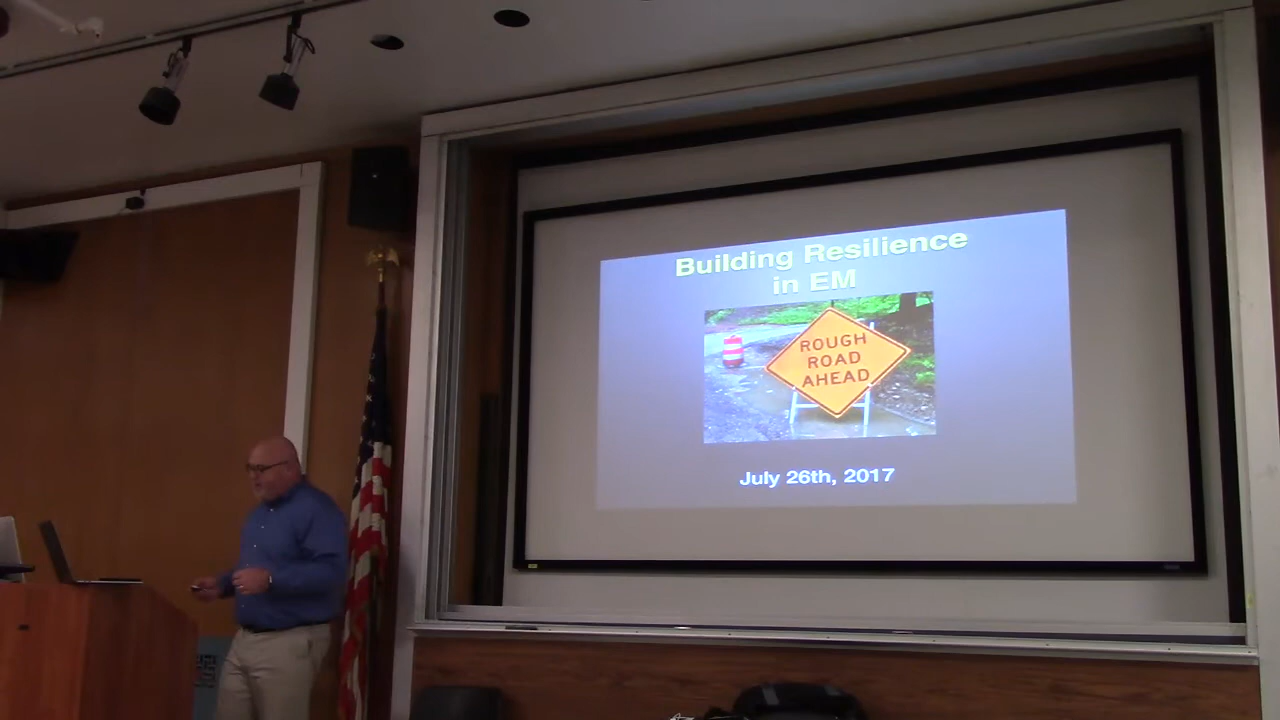 Building Resilience
in EM
ROUGH
ROAD
AHEAD
July 26th, 2017